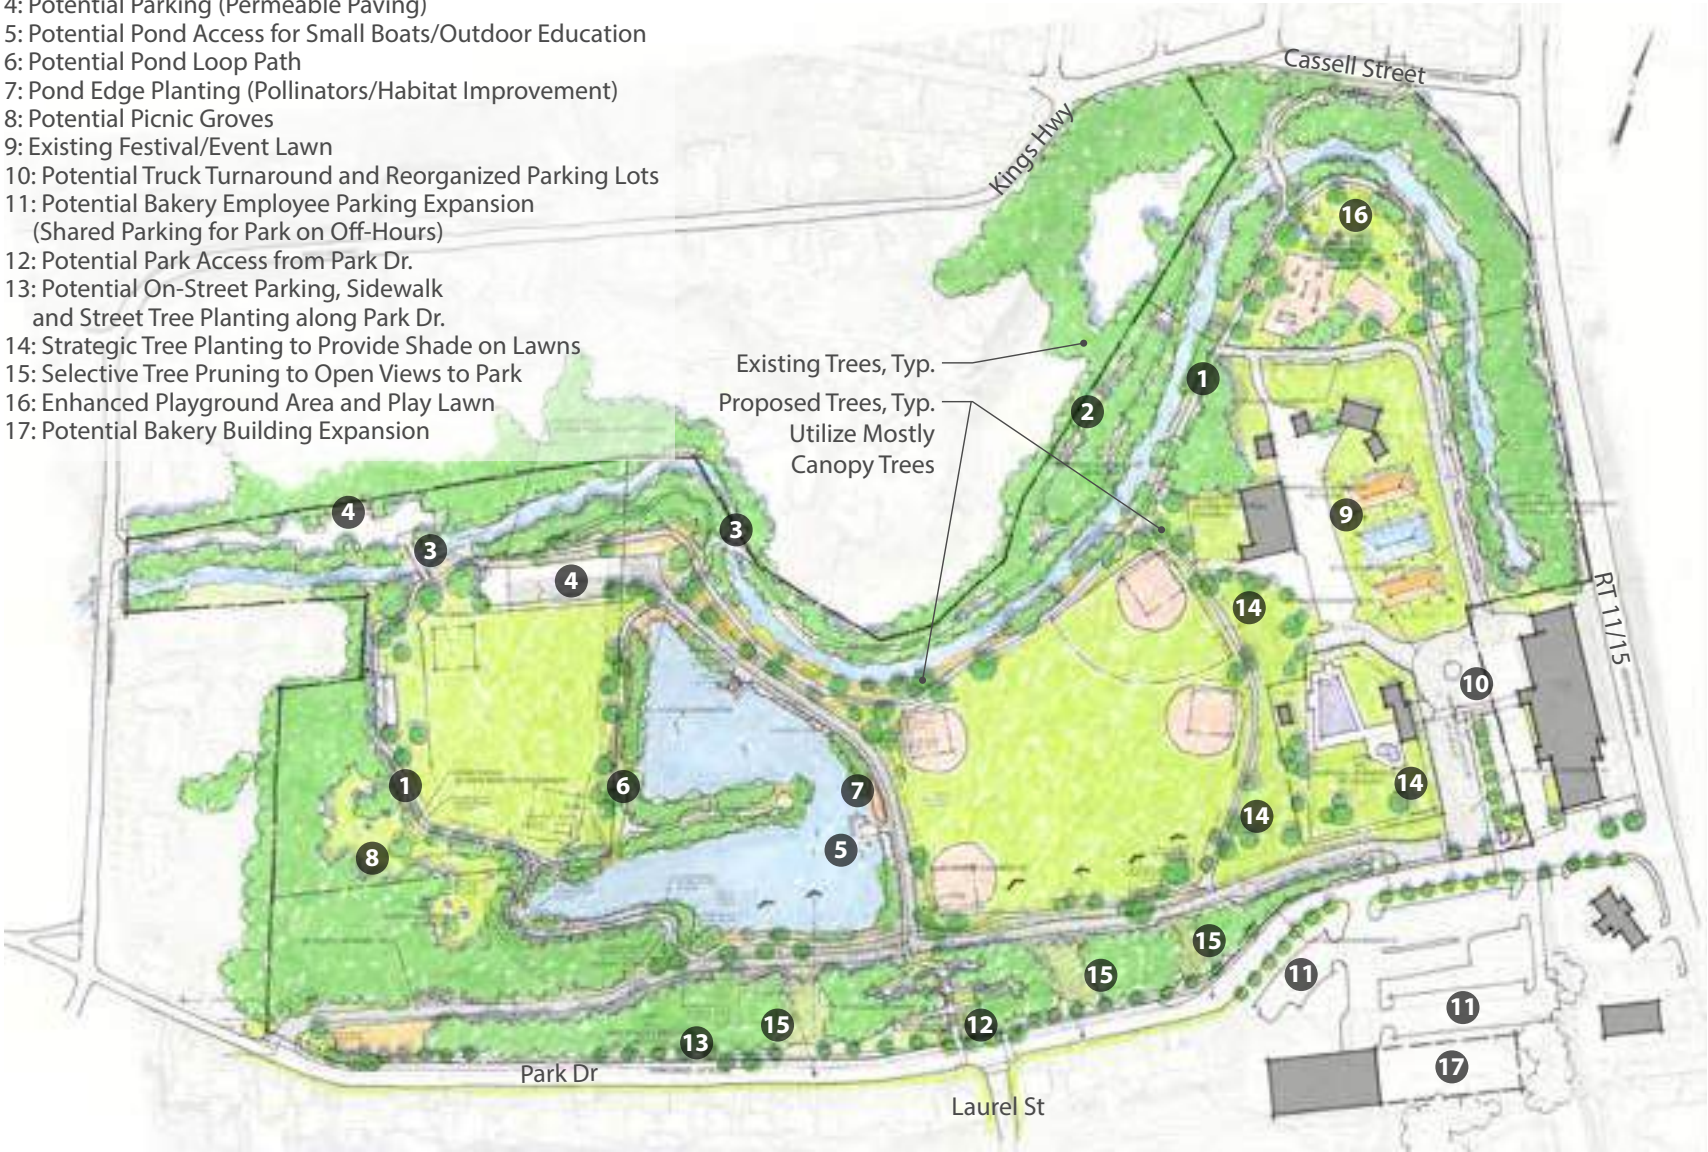 4: Potential Parking (Permeable Paving)
5: Potential Pond Access for Small Boats/Outdoor Education
6: Potential Pond Loop Path
7: Pond Edge Planting (Pollinators/Habitat Improvement)
8: Potential Picnic Groves
9: Existing Festival/Event Lawn
10: Potential Truck Turnaround and Reorganized Parking Lots
11: Potential Bakery Employee Parking Expansion
(Shared Parking for Park on Off-Hours)
12: Potential Park Access from Park Dr.
13: Potential On-Street Parking, Sidewalk
and Street Tree Planting along Park Dr.
14: Strategic Tree Planting to Provide Shade on Lawns
15: Selective Tree Pruning to Open Views to Park
16: Enhanced Playground Area and Play Lawn
17: Potential Bakery Building Expansion
Cassell Street
Kings Hwy
16
Existing Trees, Typ.
1
Proposed Trees, Typ.
2
Utilize Mostly
Canopy Trees
4
3
3
9
4
14
RT 11/15
10
1
6
7
14
14
8
5
15
15
11
11
15
12
13
17
Park Dr
Laurel St